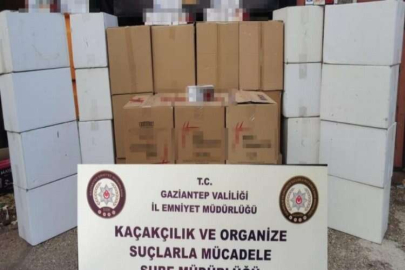 T.C.
GAZİANTEP VALİLİĞİ
İL EMNİYET MÜDÜRLÜĞÜ
KAÇAKÇILIK VE ORGANİZE
SUÇLARLA MÜCADELE
ŞUBE MÜDÜRLÜĞÜ